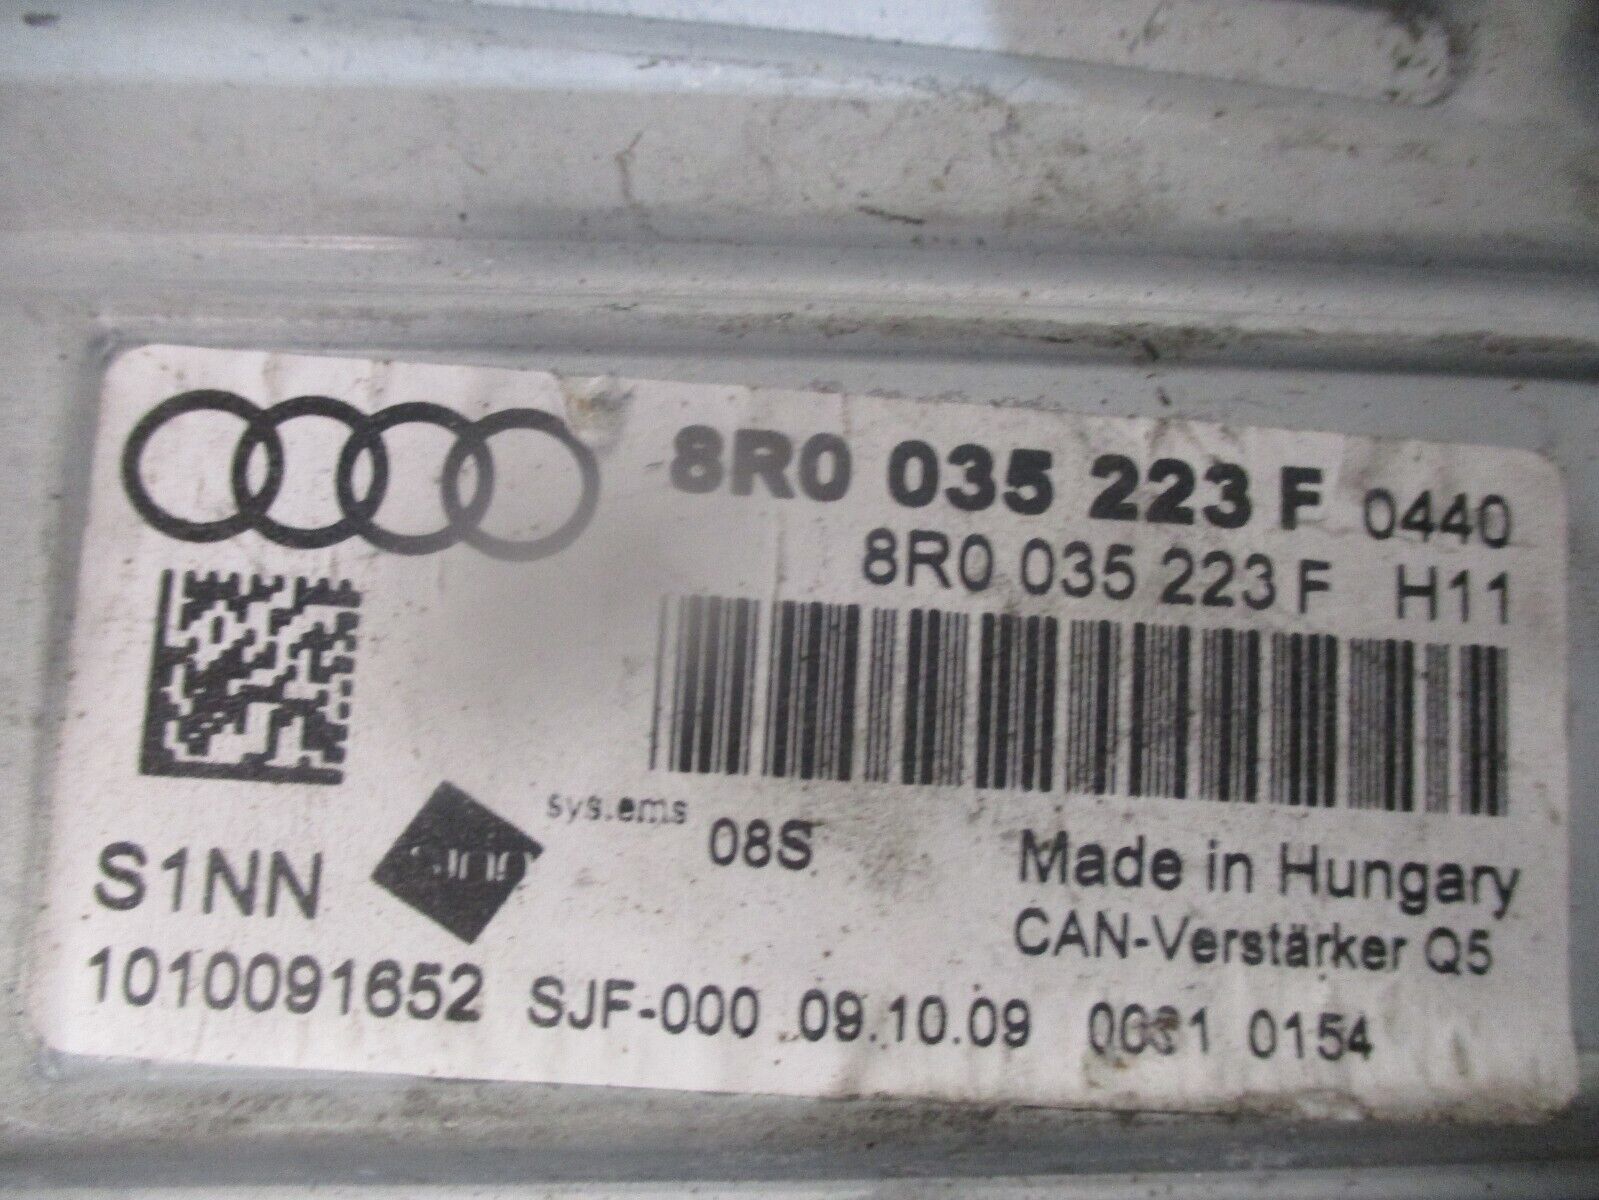 8R0 035 223 F 0440
8R0 035 223 F H11
sys.ems 08S
S1NN
Made in Hungary
CAN-Verstärker Q5
1010091652 SJF-000 09.10.09 0154